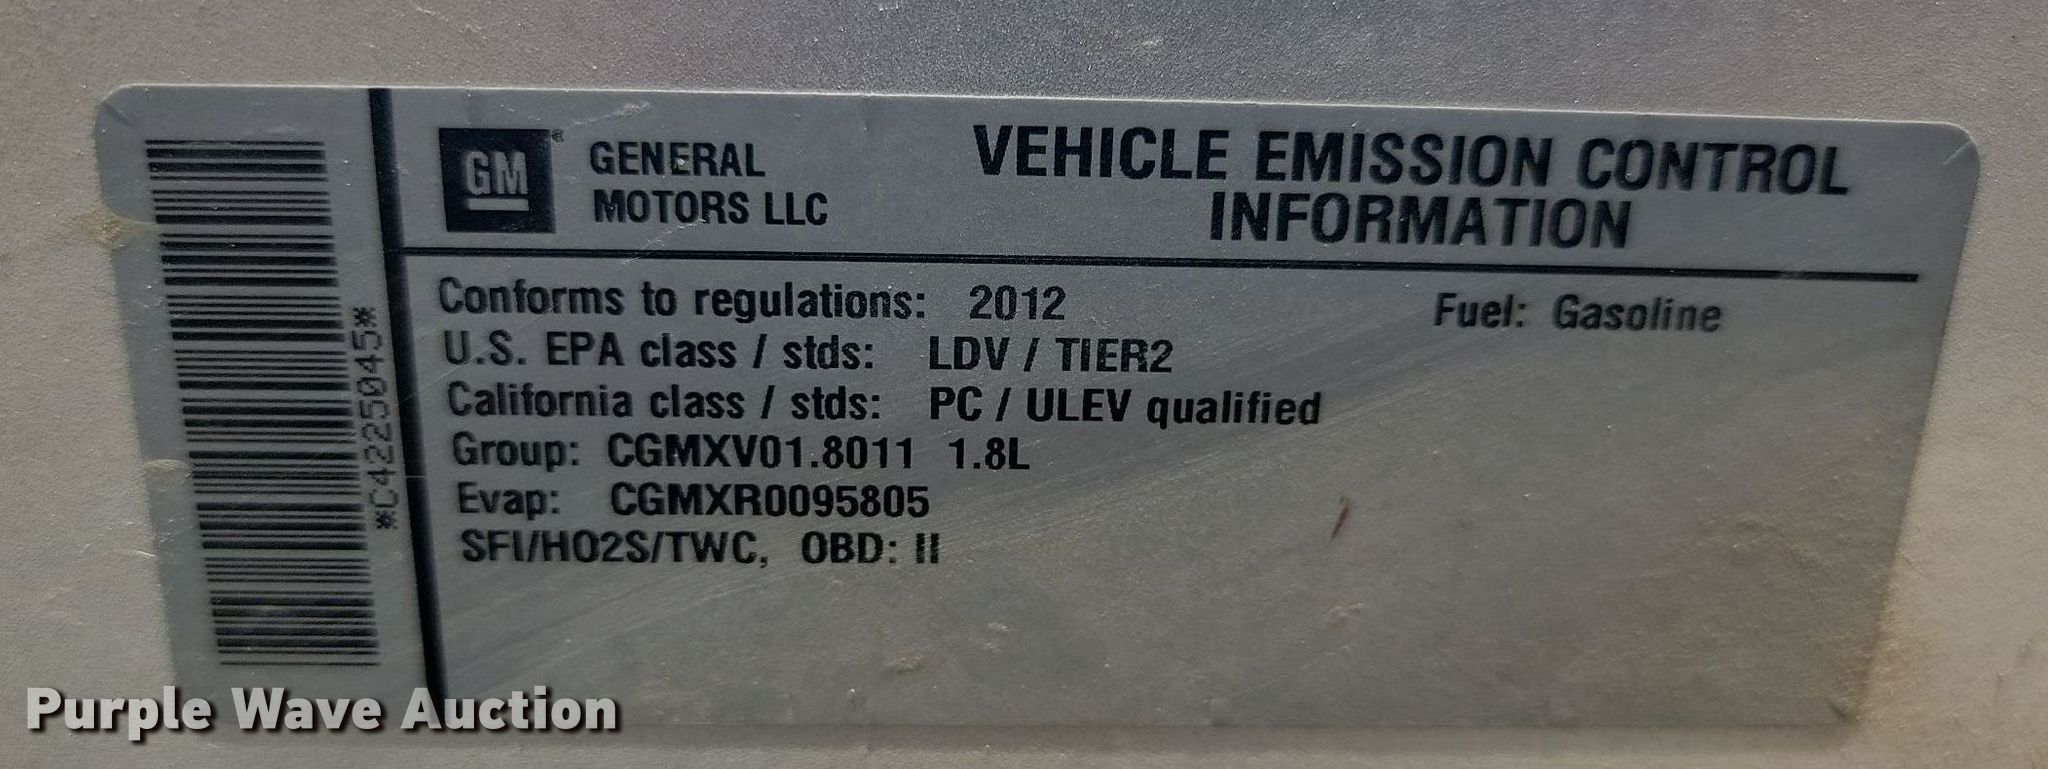 GM
GENERAL
MOTORS LLC
VEHICLE EMISSION CONTROL
INFORMATION
*C4225045*
Conforms to regulations: 2012 Fuel: Gasoline
U.S. EPA class / stds: LDV / TIER2
California class / stds: PC / ULEV qualified
Group: CGMXV01.8011 1.8L
Evap: CGMXR0095805
SFI/HO2S/TWC, OBD: II
Purple Wave Auction